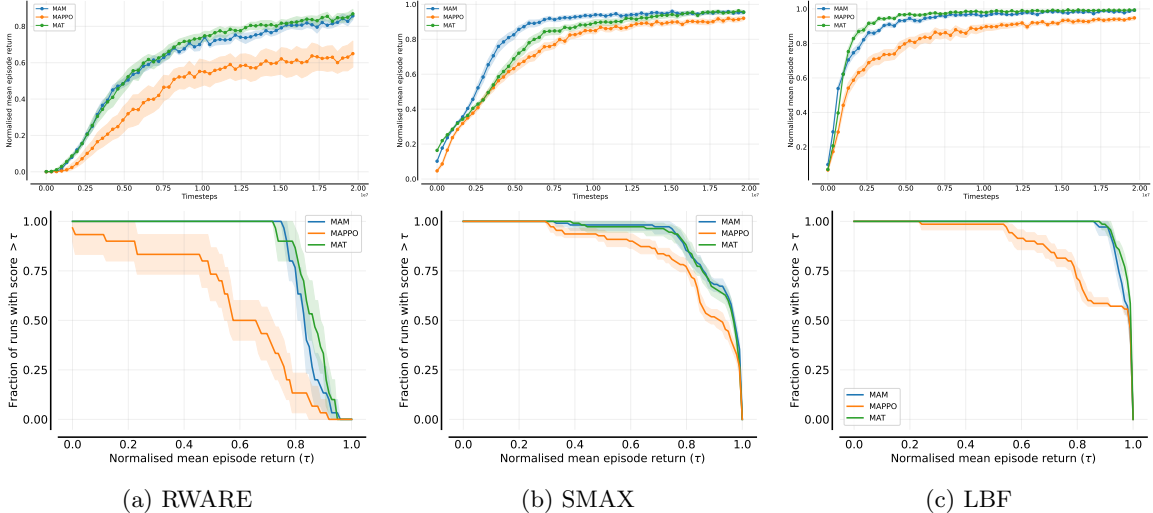 MAM
MAPPO
MAT
Normalised mean episode return
0.8
0.6
0.4
0.2
0.0
0.00 0.25 0.50 0.75 1.00 1.25 1.50 1.75 2.00
Timesteps
1e7
MAM
MAPPO
MAT
Normalised mean episode return
1.0
0.8
0.6
0.4
0.2
0.0
0.00 0.25 0.50 0.75 1.00 1.25 1.50 1.75 2.00
Timesteps
1e7
MAM
MAPPO
MAT
Normalised mean episode return
1.0
0.8
0.6
0.4
0.2
0.00 0.25 0.50 0.75 1.00 1.25 1.50 1.75 2.00
Timesteps
1e7
MAM
MAPPO
MAT
Fraction of runs with score > τ
1.00
0.75
0.50
0.25
0.00
0.0 0.2 0.4 0.6 0.8 1.0
Normalised mean episode return (τ)
MAM
MAPPO
MAT
Fraction of runs with score > τ
1.00
0.75
0.50
0.25
0.00
0.0 0.2 0.4 0.6 0.8 1.0
Normalised mean episode return (τ)
MAM
MAPPO
MAT
Fraction of runs with score > τ
1.00
0.75
0.50
0.25
0.00
0.0 0.2 0.4 0.6 0.8 1.0
Normalised mean episode return (τ)
(a) RWARE
(b) SMAX
(c) LBF